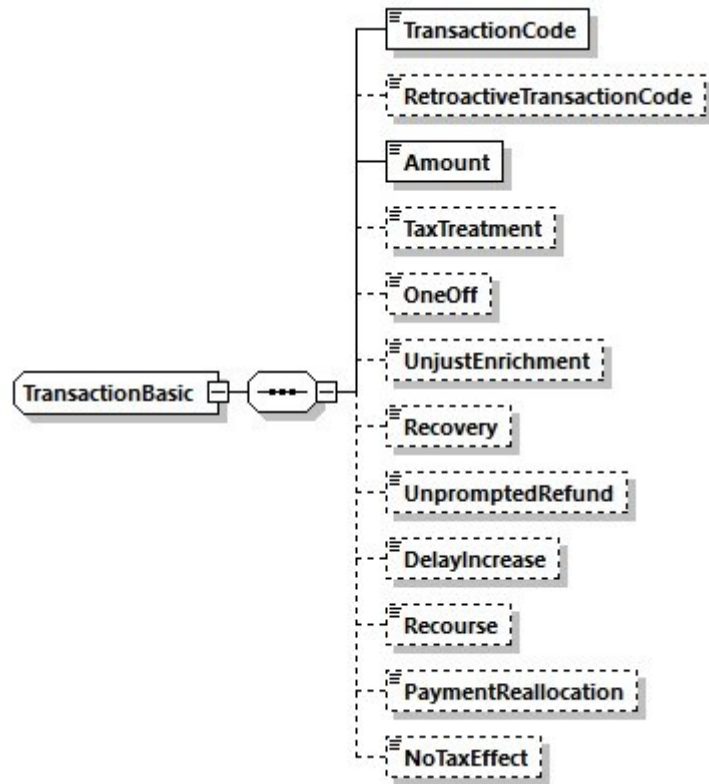 TransactionCode
RetroactiveTransactionCode
Amount
TaxTreatment
OneOff
UnjustEnrichment
TransactionBasic
Recovery
UnpromptedRefund
DelayIncrease
Recourse
PaymentReallocation
NoTaxEffect